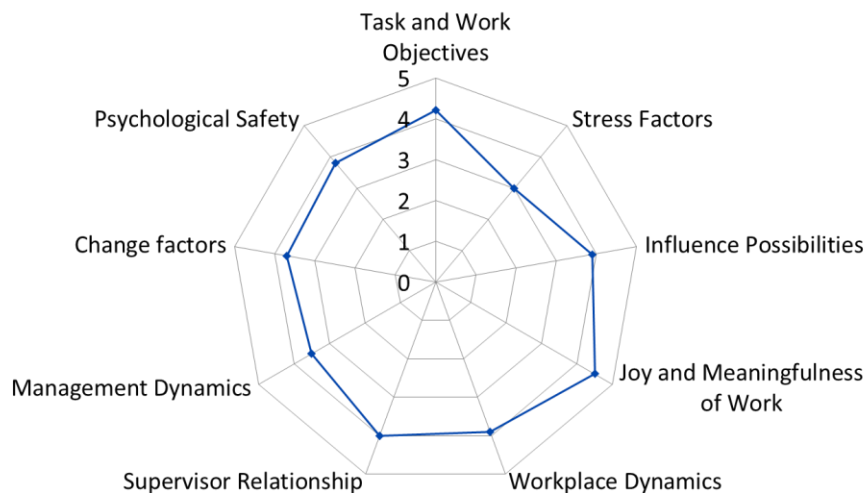 Task and Work
Objectives
5
Psychological Safety
Stress Factors
4
3
2
Change factors
1
Influence Possibilities
0
Management Dynamics
Joy and Meaningfulness
of Work
Supervisor Relationship
Workplace Dynamics